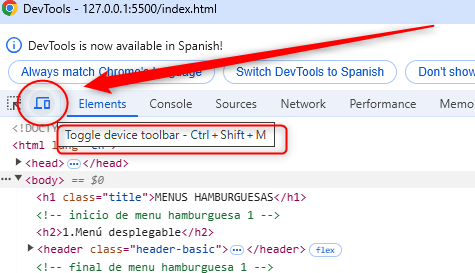 DevTools - 127.0.0.1:5500/index.html
DevTools is now available in Spanish!
Always match Chrome's language Switch DevTools to Spanish Don't show
Elements Console Sources Network Performance Memo
Toggle device toolbar - Ctrl + Shift + M
<!DOCTY
<html lang="en">
<head> ⋯ </head>
<body> == $0
<h1 class="title">MENUS HAMBURGUESAS</h1>
<!-- inicio de menu hamburguesa 1 -->
<h2>1.Menú desplegable</h2>
<header class="header-basic"> ⋯ </header> flex
<!-- final de menu hamburguesa 1 -->